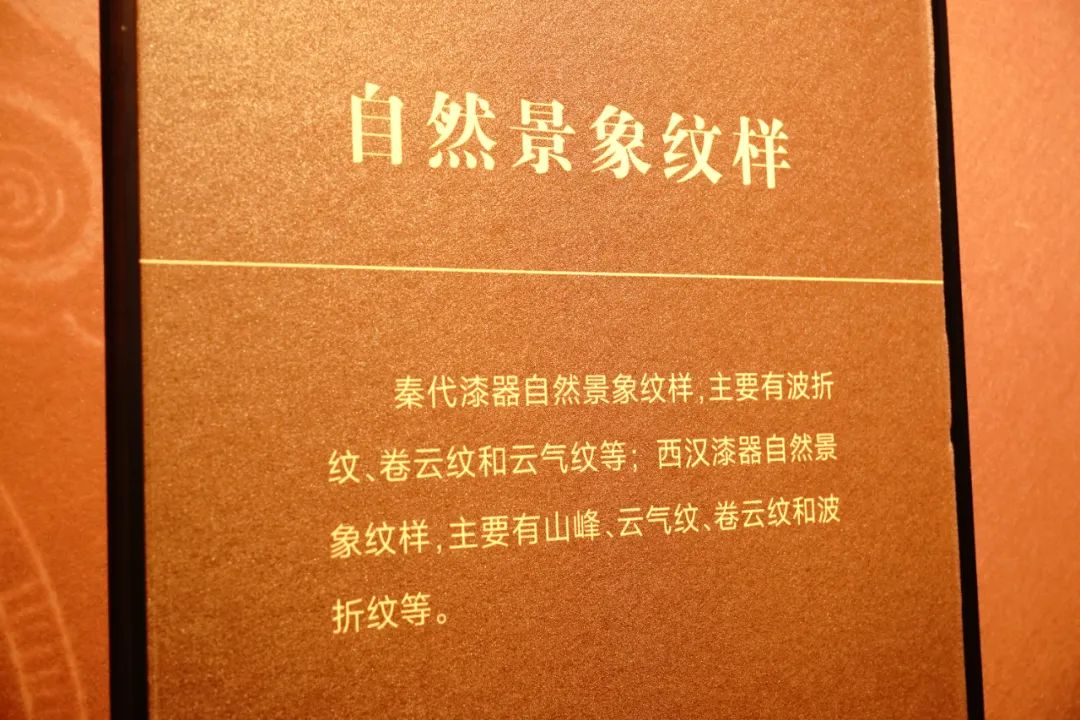 自然景象纹样
秦代漆器自然景象纹样,主要有波折
纹、卷云纹和云气纹等；西汉漆器自然景
象纹样,主要有山峰、云气纹、卷云纹和波
折纹等。